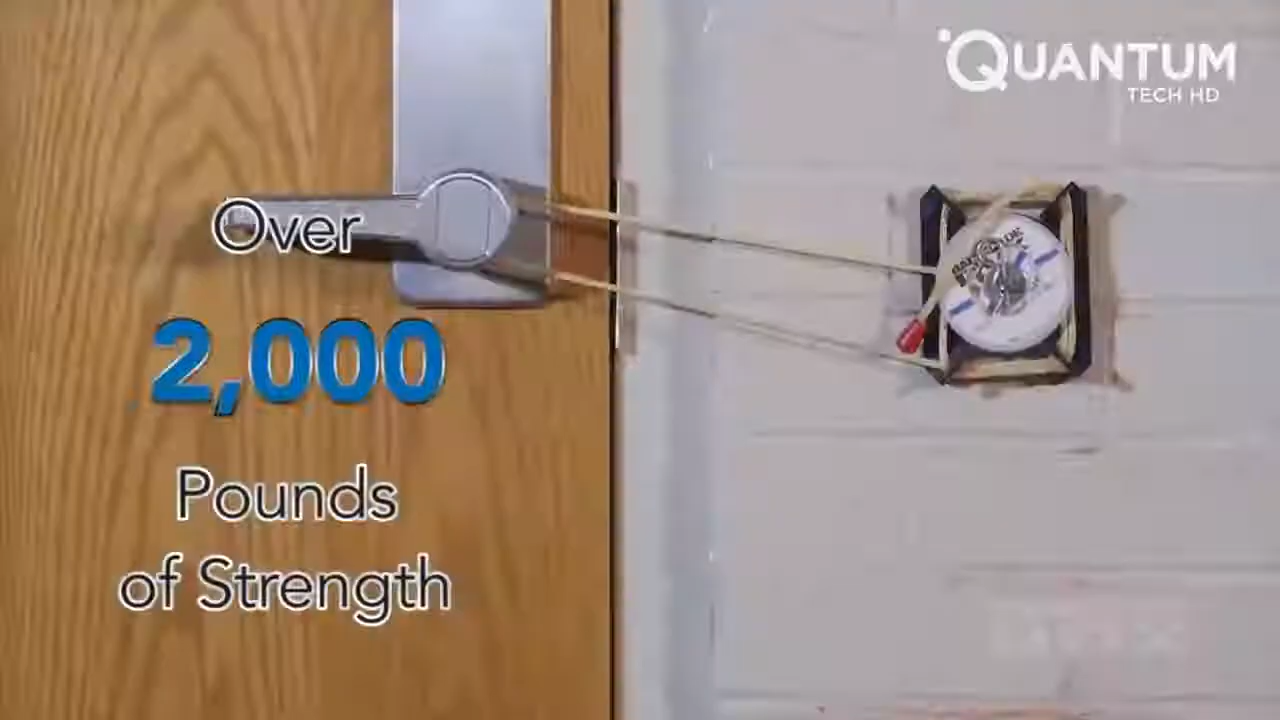 QUANTUM
TECH HD
Over
2,000
Pounds
of Strength